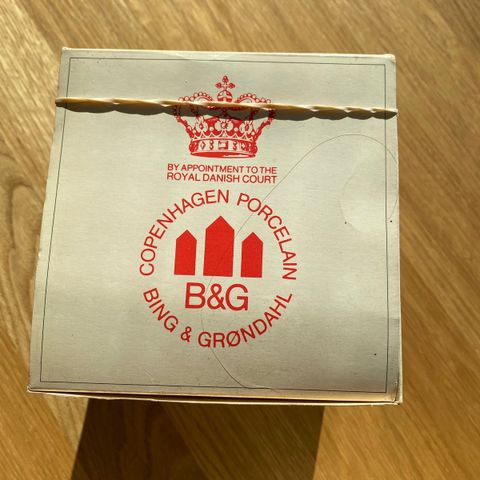 BY APPOINTMENT TO THE
ROYAL DANISH COURT
COPENHAGEN PORCELAIN
B&G
BING & GRØNDAHL